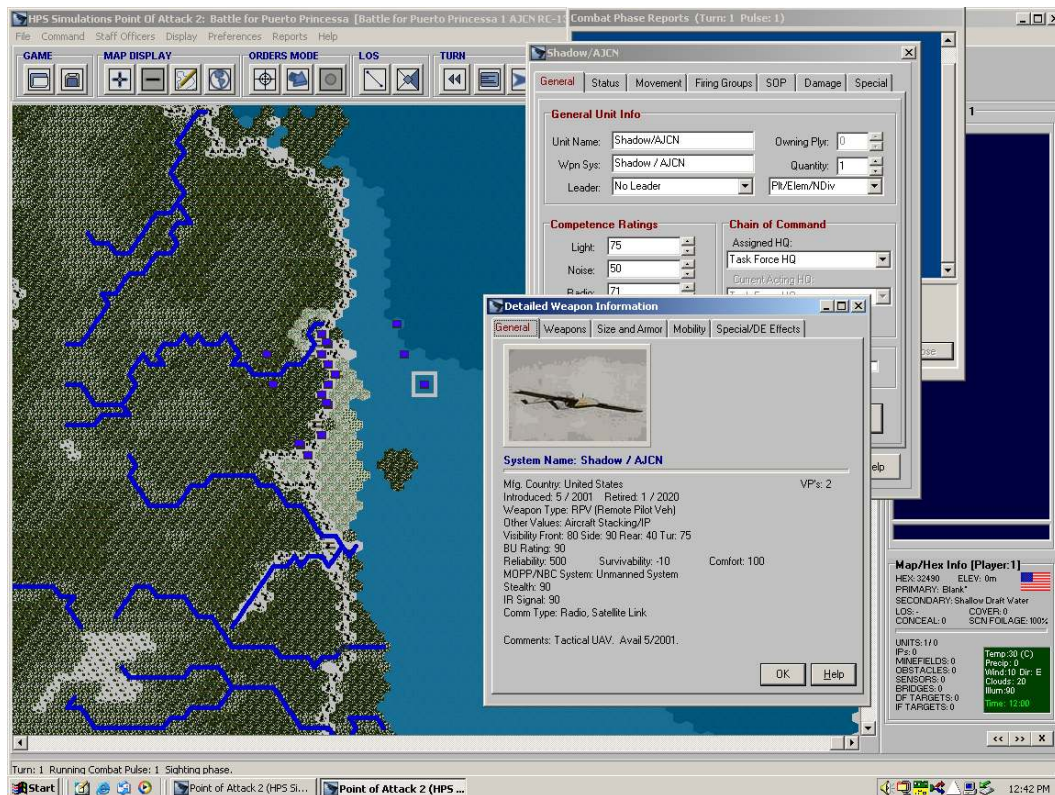 HPS Simulations Point Of Attack 2: Battle for Puerto Princessa [Battle for Puerto Princessa 1 AJCN RC-1
Combat Phase Reports (Turn: 1 Pulse: 1)
File Command Staff Officers Display Preferences Reports Help
GAME MAP DISPLAY ORDERS MODE LOS TURN
Shadow/AJCN
General Status Movement Firing Groups SOP Damage Special
General Unit Info
Unit Name: Shadow/AJCN Owning Plyr: 0
Wpn Sys: Shadow / AJCN Quantity: 1
Leader: No Leader Plt/Elem/NDiv
Competence Ratings Chain of Command
Light: 75 Assigned HQ:
Noise: 50 Task Force HQ
Radio: 71 Current Acting HQ:
1
Detailed Weapon Information
General Weapons Size and Armor Mobility Special/DE Effects
System Name: Shadow / AJCN
Mfg. Country: United States VP's: 2
Introduced: 5 / 2001 Retired: 1 / 2020
Weapon Type: RPV (Remote Pilot Veh)
Other Values: Aircraft Stacking/IP
Visibility Front: 80 Side: 90 Rear: 40 Tur: 75
BU Rating: 90
Reliability: 500 Survivability: -10 Comfort: 100
MOPP/NBC System: Unmanned System
Stealth: 90
IR Signal: 90
Comm Type: Radio, Satellite Link
Comments: Tactical UAV. Avail 5/2001.
OK Help
ose
elp
Map/Hex Info [Player:1]
HEX: 32490 ELEV: 0m
PRIMARY: Blank*
SECONDARY: Shallow Draft Water
LOS: - COVER: 0
CONCEAL: 0 SCN FOILAGE: 100%
UNITS: 1/0
IPs: 0
MINEFIELDS: 0
OBSTACLES: 0
SENSORS: 0
BRIDGES: 0
DF TARGETS: 0
IF TARGETS: 0
Temp:30 (C)
Precip: 0
Wind:10 Dir: E
Clouds: 20
Illum:90
Time: 12:00
<< >> X
Turn: 1 Running Combat Pulse: 1 Sighting phase.
Start Point of Attack 2 (HPS Si... Point of Attack 2 (HPS ... 12:42 PM